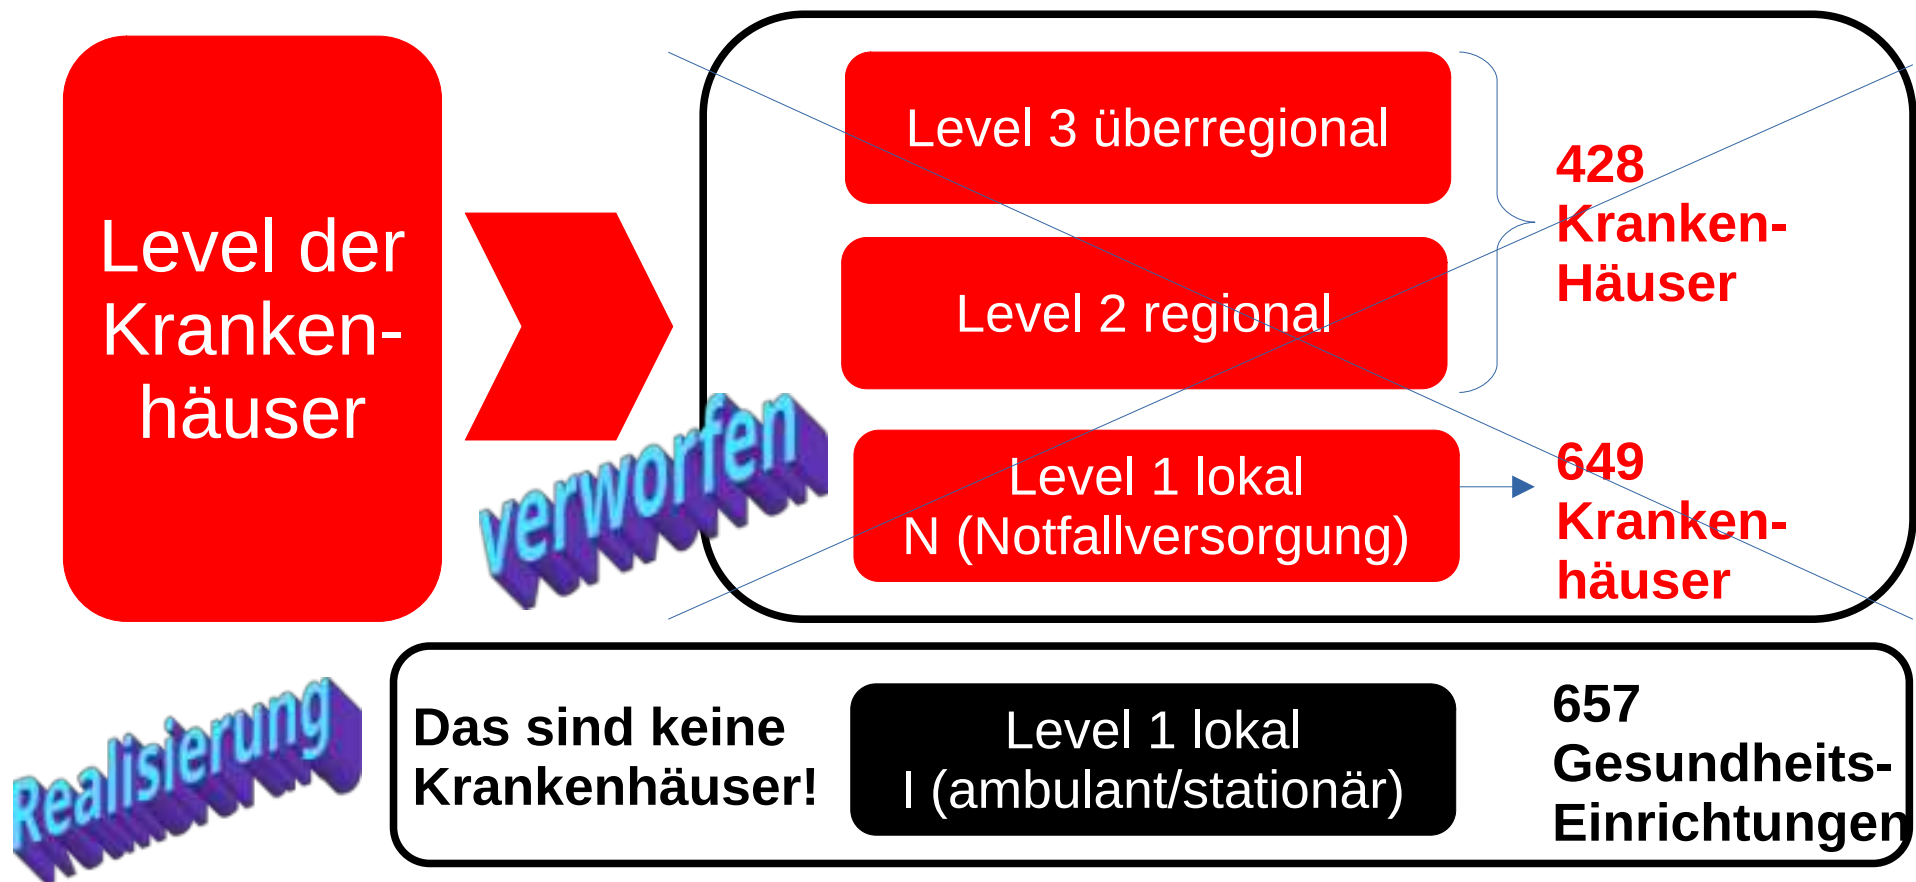 Level der
Kranken-
häuser
Level 3 überregional
Level 2 regional
428
Kranken-
Häuser
verworfen
Level 1 lokal
N (Notfallversorgung)
649
Kranken-
häuser
Realisierung
Das sind keine
Krankenhäuser!
Level 1 lokal
I (ambulant/stationär)
657
Gesundheits-
Einrichtungen